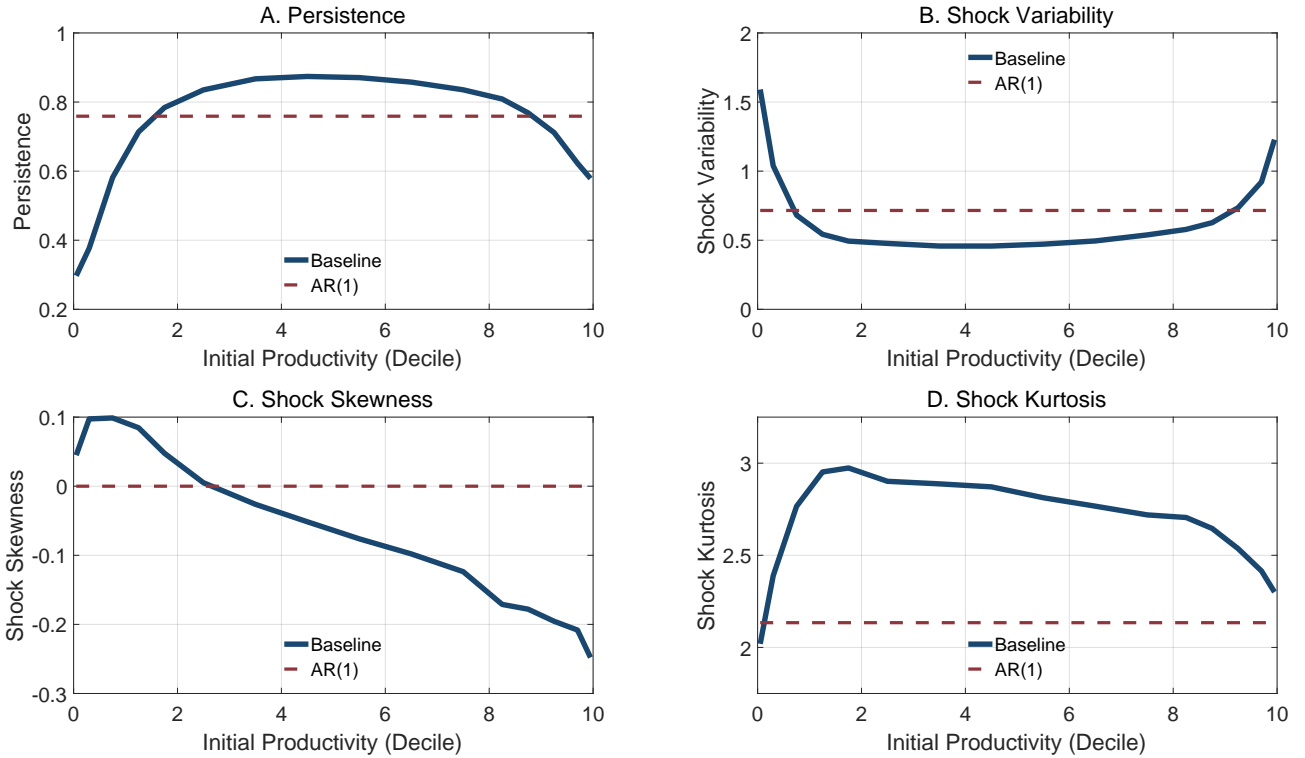 A. Persistence
1
0.8
0.6
0.4
0.2
Persistence
Baseline
AR(1)
0 2 4 6 8 10
Initial Productivity (Decile)
B. Shock Variability
2
1.5
1
0.5
0
Shock Variability
Baseline
AR(1)
0 2 4 6 8 10
Initial Productivity (Decile)
C. Shock Skewness
0.1
0
-0.1
-0.2
-0.3
Shock Skewness
Baseline
AR(1)
0 2 4 6 8 10
Initial Productivity (Decile)
D. Shock Kurtosis
3
2.5
2
Shock Kurtosis
Baseline
AR(1)
0 2 4 6 8 10
Initial Productivity (Decile)